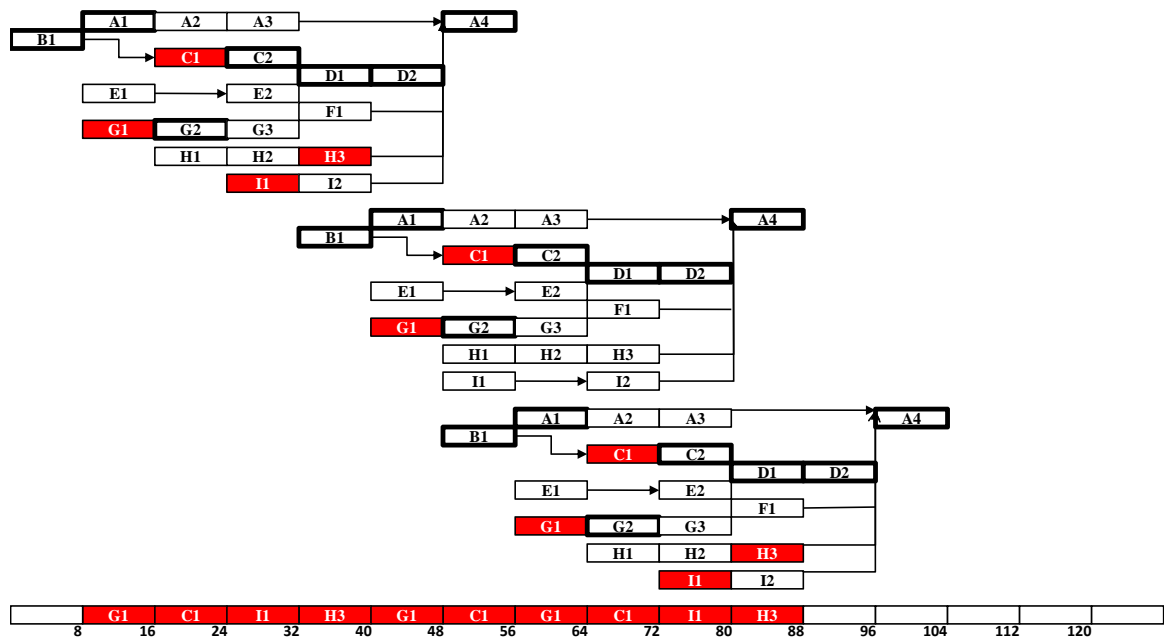 A1 A2 A3 A4
B1
C1 C2
D1 D2
E1 E2
F1
G1 G2 G3
H1 H2 H3
I1 I2
A1 A2 A3 A4
B1
C1 C2
D1 D2
E1 E2
F1
G1 G2 G3
H1 H2 H3
I1 I2
A1 A2 A3 A4
B1
C1 C2
D1 D2
E1 E2
F1
G1 G2 G3
H1 H2 H3
I1 I2
G1 C1 I1 H3 G1 C1 G1 C1 I1 H3
8 16 24 32 40 48 56 64 72 80 88 96 104 112 120